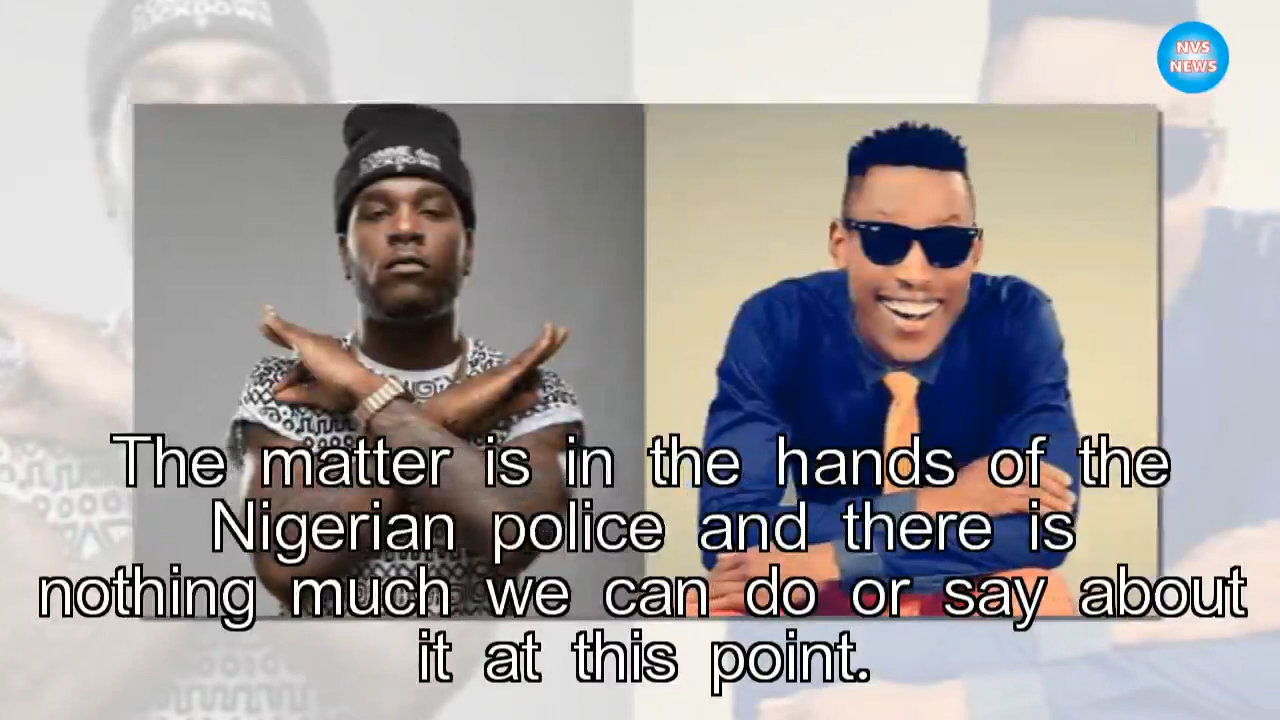 NVS
NEWS
The matter is in the hands of the
Nigerian police and there is
nothing much we can do or say about
it at this point.